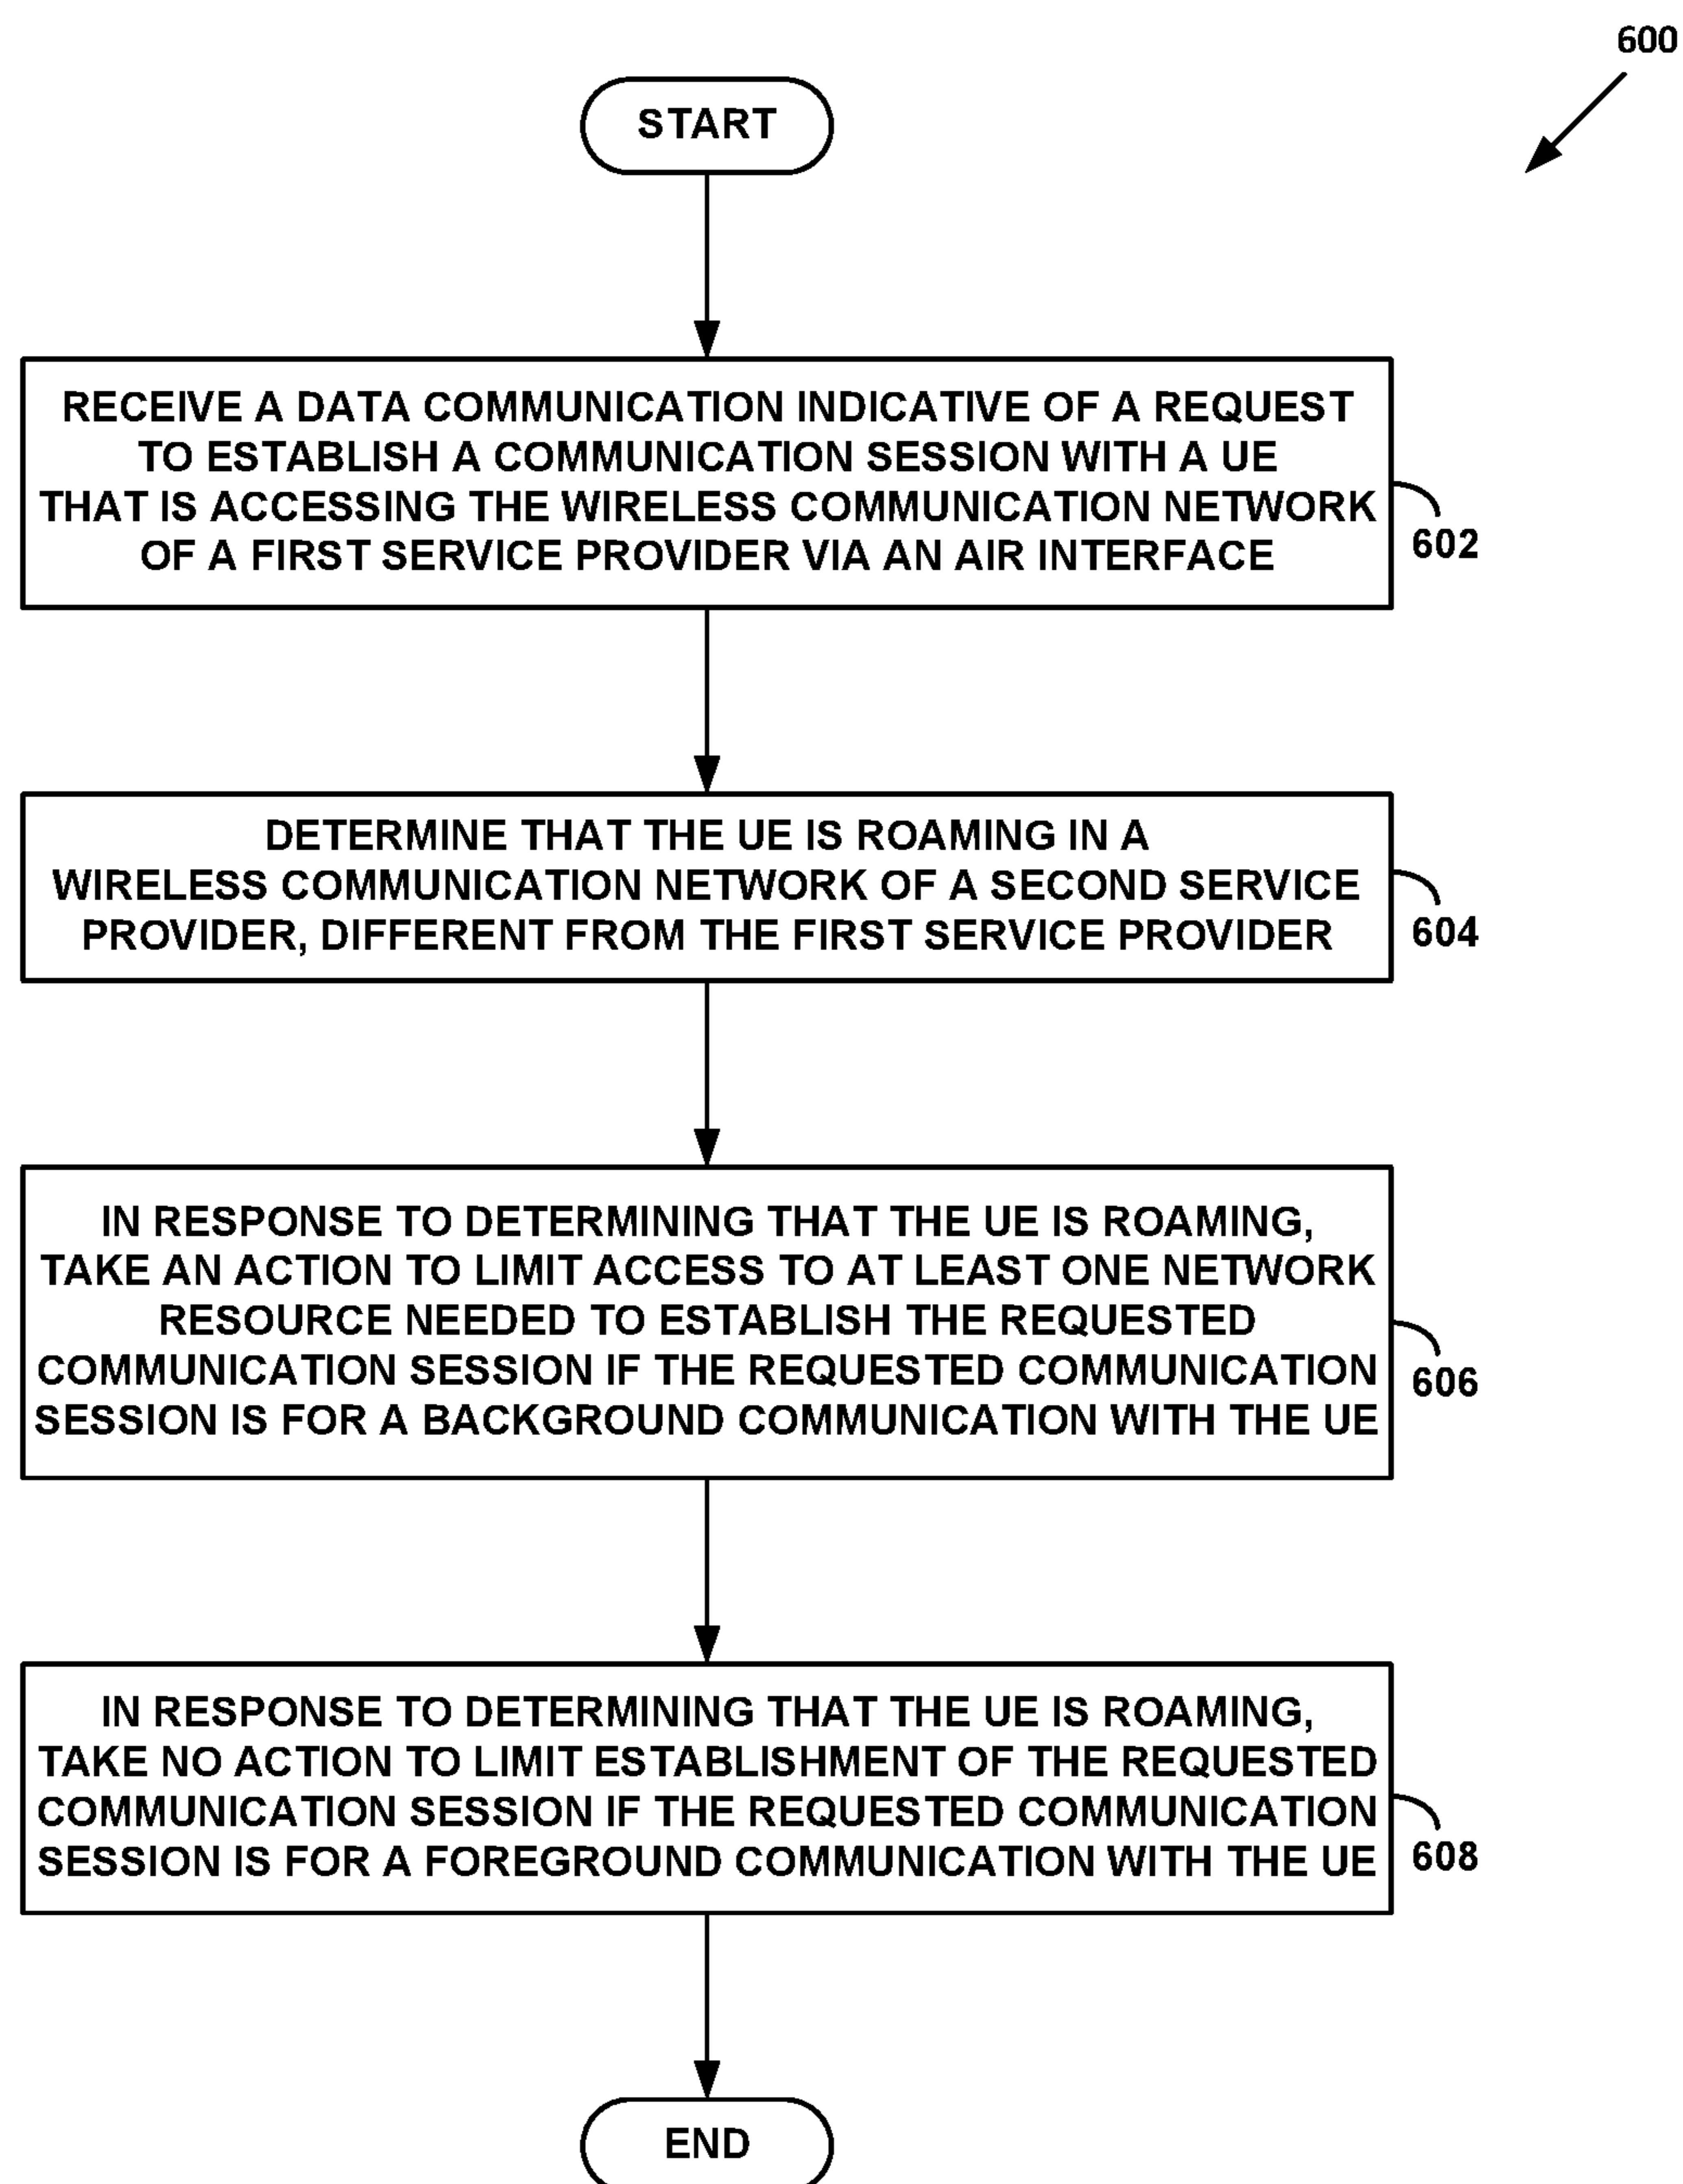 600
START
RECEIVE A DATA COMMUNICATION INDICATIVE OF A REQUEST
TO ESTABLISH A COMMUNICATION SESSION WITH A UE
THAT IS ACCESSING THE WIRELESS COMMUNICATION NETWORK
OF A FIRST SERVICE PROVIDER VIA AN AIR INTERFACE
602
DETERMINE THAT THE UE IS ROAMING IN A
WIRELESS COMMUNICATION NETWORK OF A SECOND SERVICE
PROVIDER, DIFFERENT FROM THE FIRST SERVICE PROVIDER
604
IN RESPONSE TO DETERMINING THAT THE UE IS ROAMING,
TAKE AN ACTION TO LIMIT ACCESS TO AT LEAST ONE NETWORK
RESOURCE NEEDED TO ESTABLISH THE REQUESTED
COMMUNICATION SESSION IF THE REQUESTED COMMUNICATION
SESSION IS FOR A BACKGROUND COMMUNICATION WITH THE UE
606
IN RESPONSE TO DETERMINING THAT THE UE IS ROAMING,
TAKE NO ACTION TO LIMIT ESTABLISHMENT OF THE REQUESTED
COMMUNICATION SESSION IF THE REQUESTED COMMUNICATION
SESSION IS FOR A FOREGROUND COMMUNICATION WITH THE UE
608
END